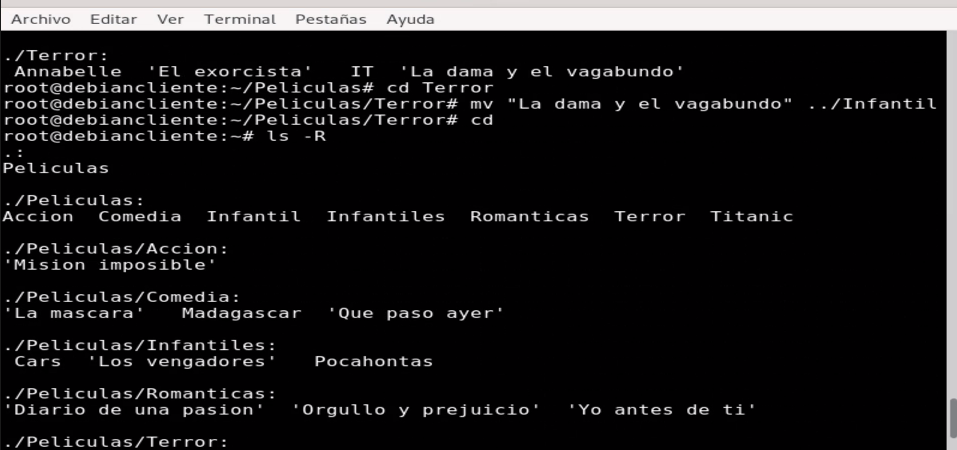 Archivo Editar Ver Terminal Pestañas Ayuda
./Terror:
 Annabelle  'El exorcista'   IT  'La dama y el vagabundo'
root@debiancliente:~/Peliculas# cd Terror
root@debiancliente:~/Peliculas/Terror# mv "La dama y el vagabundo" ../Infantil
root@debiancliente:~/Peliculas/Terror# cd
root@debiancliente:~# ls -R
.:
Peliculas
./Peliculas:
Accion  Comedia  Infantil  Infantiles  Romanticas  Terror  Titanic
./Peliculas/Accion:
'Mision imposible'
./Peliculas/Comedia:
'La mascara'   Madagascar  'Que paso ayer'
./Peliculas/Infantiles:
 Cars  'Los vengadores'   Pocahontas
./Peliculas/Romanticas:
'Diario de una pasion'  'Orgullo y prejuicio'  'Yo antes de ti'
./Peliculas/Terror: